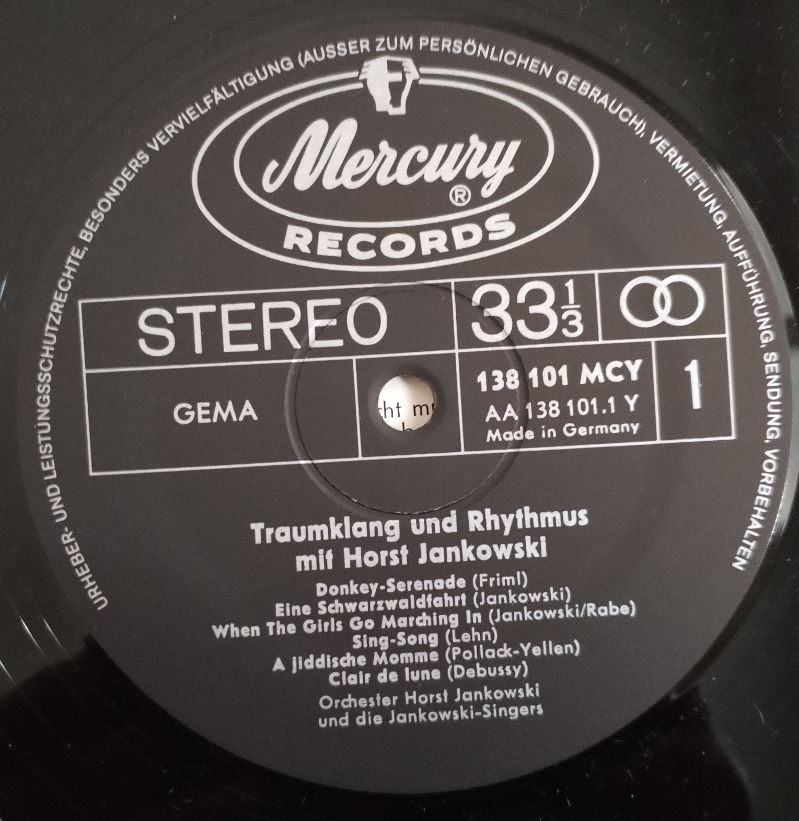 URHEBER- UND LEISTUNGSSCHUTZRECHTE, BESONDERS VERVIELFÄLTIGUNG (AUSSER ZUM PERSÖNLICHEN GEBRAUCH), VERMIETUNG, AUFFÜHRUNG, SENDUNG, VORBEHALTEN
Mercury
®
RECORDS
STEREO
33 1/3
GEMA
138 101 MCY
AA 138 101.1 Y
Made in Germany
1
cht m
Traumklang und Rhythmus
mit Horst Jankowski
Donkey-Serenade (Friml)
Eine Schwarzwaldfahrt (Jankowski)
When The Girls Go Marching In (Jankowski/Rabe)
Sing-Song (Lehn)
A jiddische Momme (Pollack-Yellen)
Clair de lune (Debussy)
Orchester Horst Jankowski
und die Jankowski-Singers